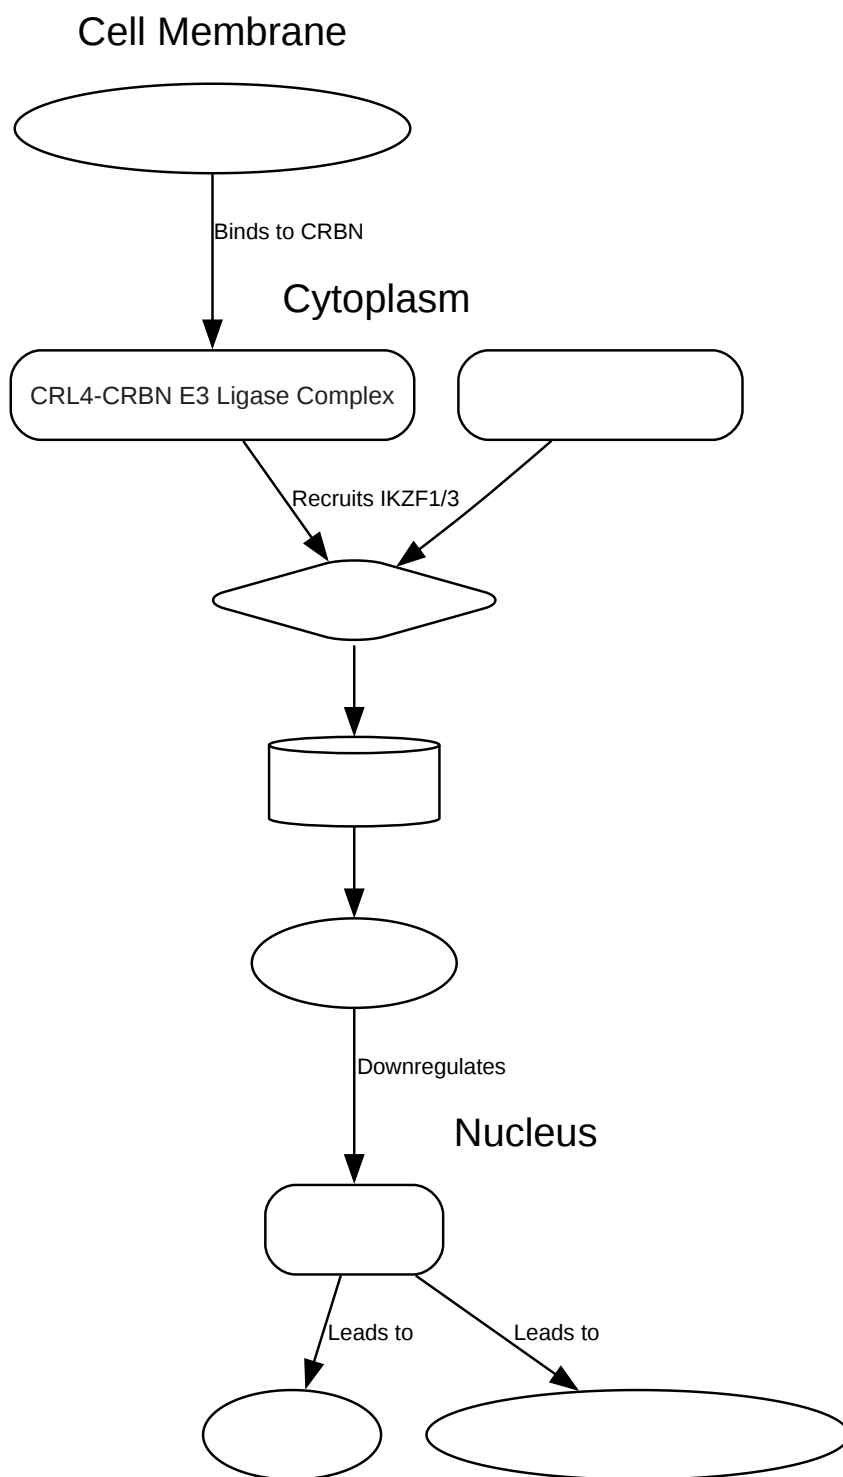 Cell Membrane
Binds to CRBN
Cytoplasm
CRL4-CRBN E3 Ligase Complex
Recruits IKZF1/3
Downregulates
Nucleus
Leads to
Leads to